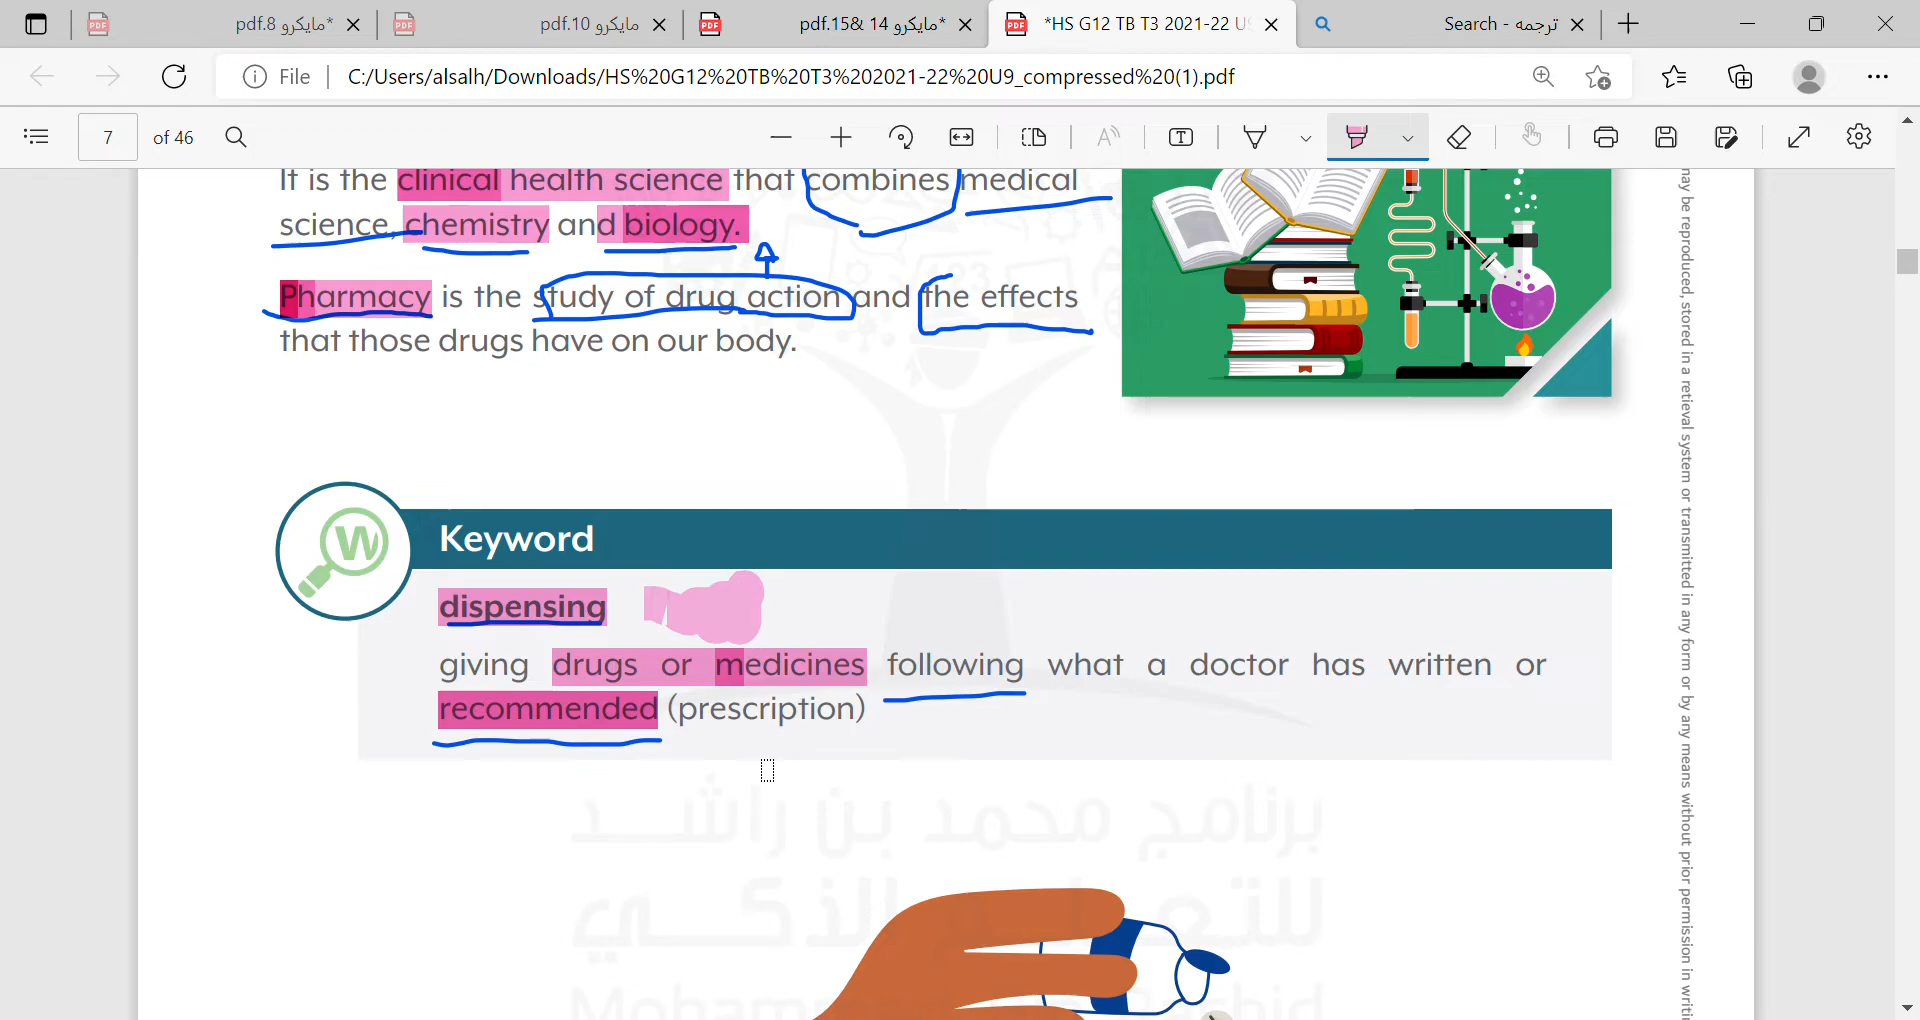 مايكرو 8.pdf*
مايكرو 10.pdf
مايكرو 14 &15.pdf*
*HS G12 TB T3 2021-22 U
ترجمه - Search
File
C:/Users/alsalh/Downloads/HS%20G12%20TB%20T3%202021-22%20U9_compressed%20(1).pdf
7 of 46
It is the clinical health science that combines medical
science, chemistry and biology.
Pharmacy is the study of drug action and the effects
that those drugs have on our body.
W
Keyword
dispensing
giving drugs or medicines following what a doctor has written or
recommended (prescription)
برنامج محمد بن راشد
للتعلم الذكي
may be reproduced, stored in a retieval system or transmitted in any form or by any means without prior permission in writi